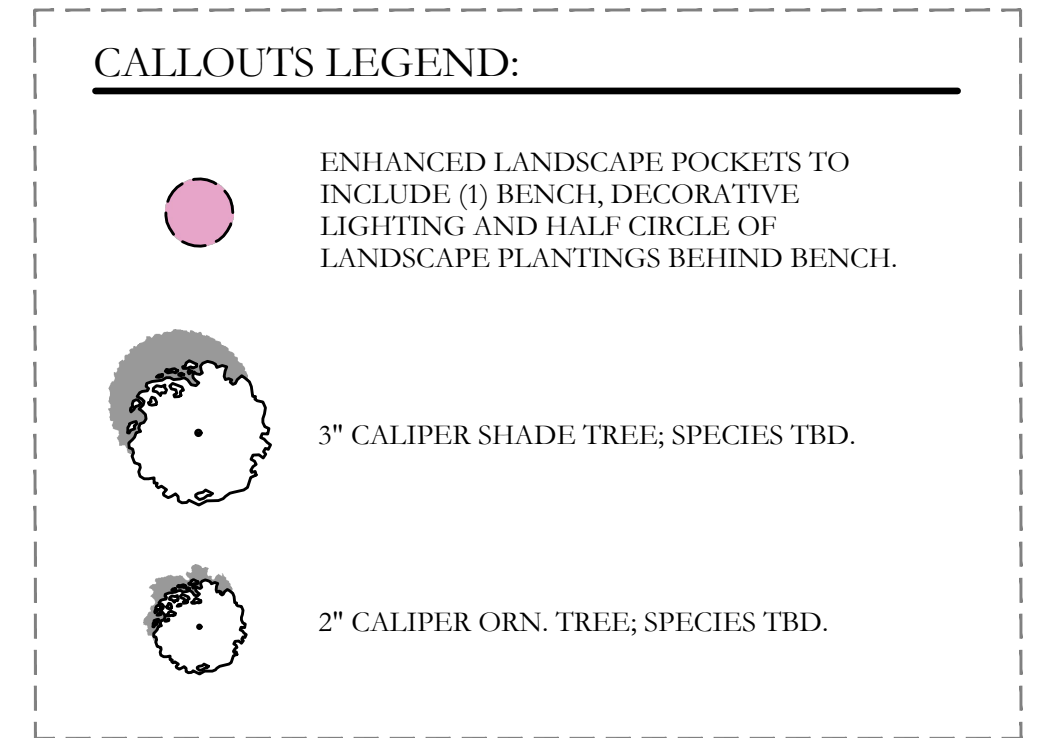 CALLOUTS LEGEND:
ENHANCED LANDSCAPE POCKETS TO
INCLUDE (1) BENCH, DECORATIVE
LIGHTING AND HALF CIRCLE OF
LANDSCAPE PLANTINGS BEHIND BENCH.
3" CALIPER SHADE TREE; SPECIES TBD.
2" CALIPER ORN. TREE; SPECIES TBD.